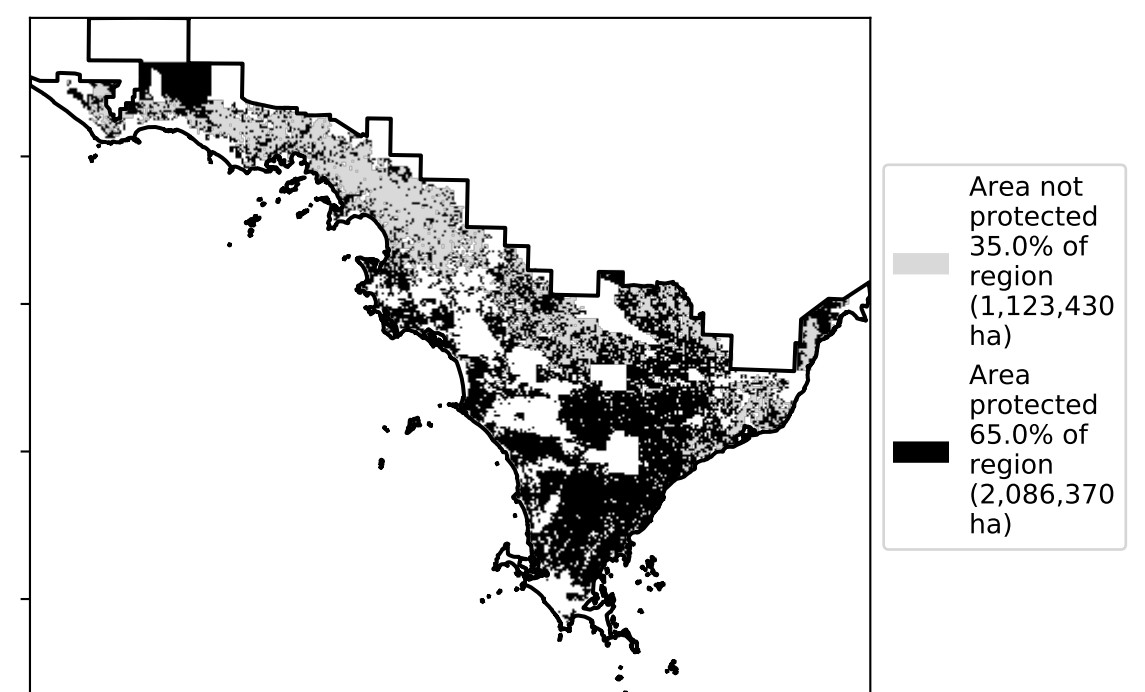 Area not
protected
35.0% of
region
(1,123,430
ha)
Area
protected
65.0% of
region
(2,086,370
ha)